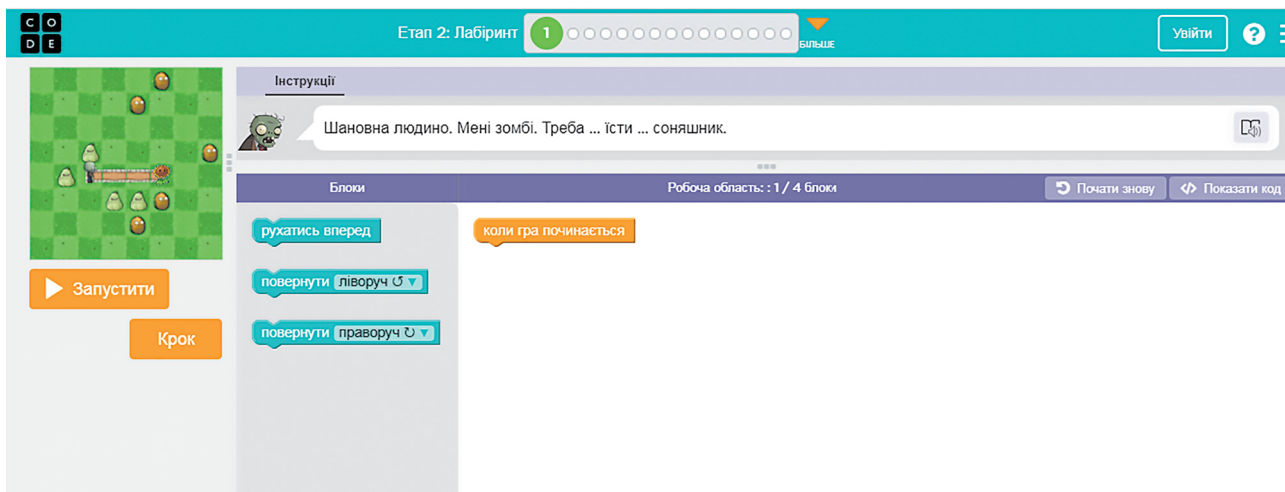 CODE
Етап 2: Лабіринт
1
БІЛЬШЕ
Увійти
?
Інструкції
Шановна людино. Мені зомбі. Треба ... їсти ... соняшник.
Блоки
Робоча область: : 1 / 4 блоки
Почати знову
Показати код
рухатись вперед
коли гра починається
повернути ліворуч
повернути праворуч
Запустити
Крок